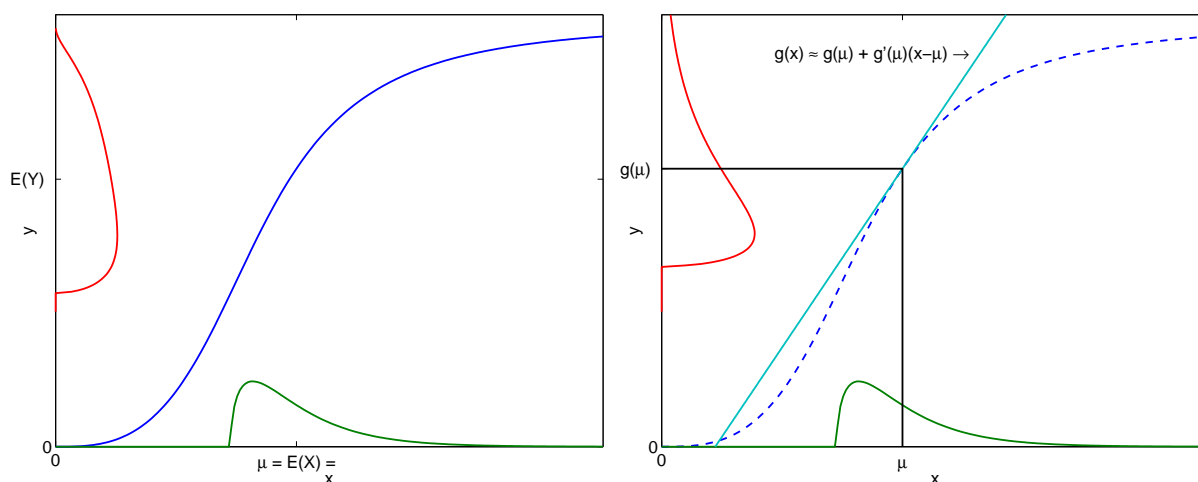 E(Y)
y
0
0
μ = E(X) =
x
g(x) ≈ g(μ) + g'(μ)(x−μ) →
g(μ)
y
0
0
μ
x